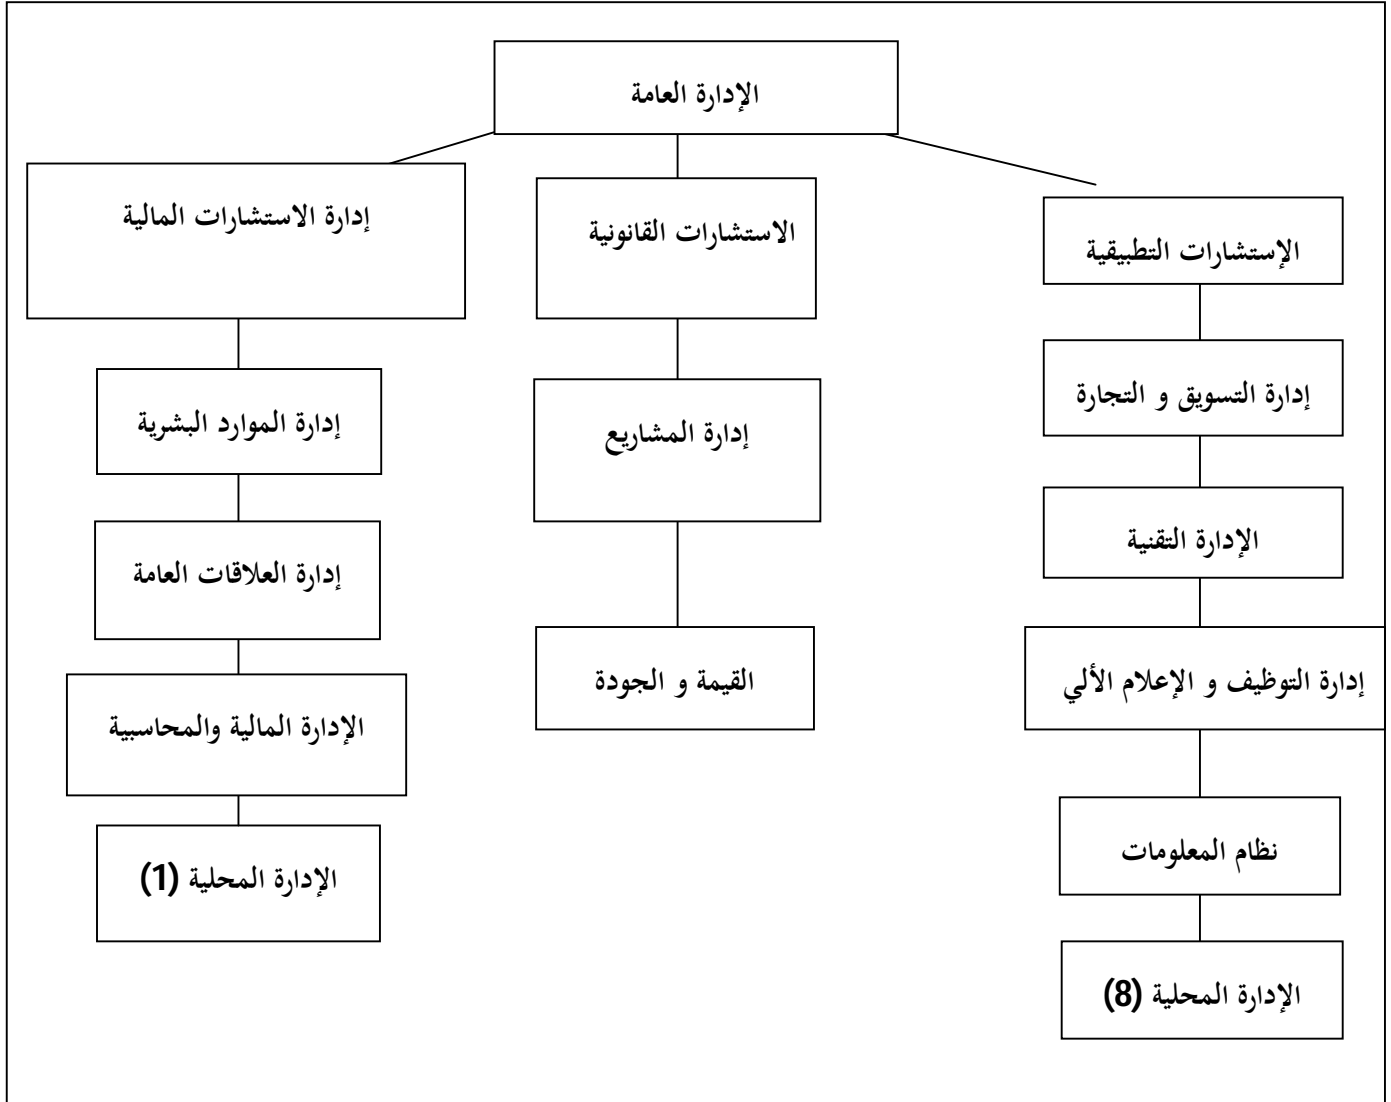 الإدارة العامة
الإستشارات التطبيقية
الاستشارات القانونية
إدارة الاستشارات المالية
إدارة التسويق و التجارة
إدارة المشاريع
إدارة الموارد البشرية
الإدارة التقنية
إدارة العلاقات العامة
إدارة التوظيف و الإعلام الألي
القيمة و الجودة
الإدارة المالية والمحاسبية
نظام المعلومات
الإدارة المحلية (1)
الإدارة المحلية (8)